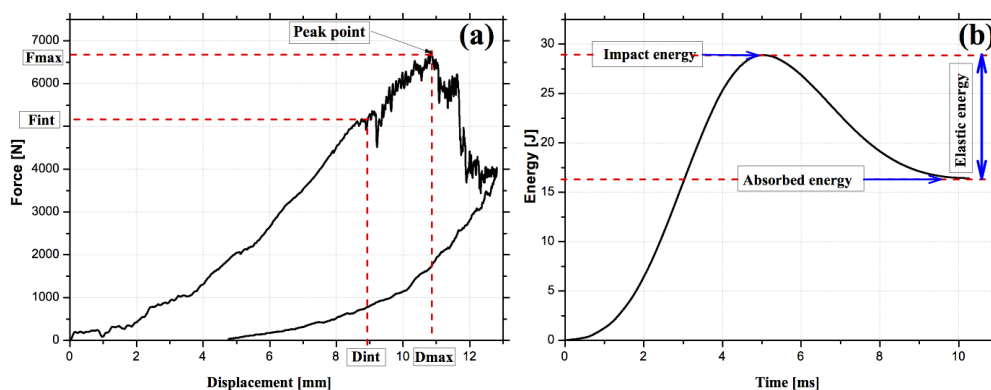 Peak point
(a)
Fmax
Fint
7000
6000
5000
4000
3000
2000
1000
0
Force [N]
0
2
4
6
8
10
12
Dint
Dmax
Displacement [mm]
(b)
Impact energy
Elastic energy
Absorbed energy
30
25
20
15
10
5
0
Energy [J]
0
2
4
6
8
10
Time [ms]